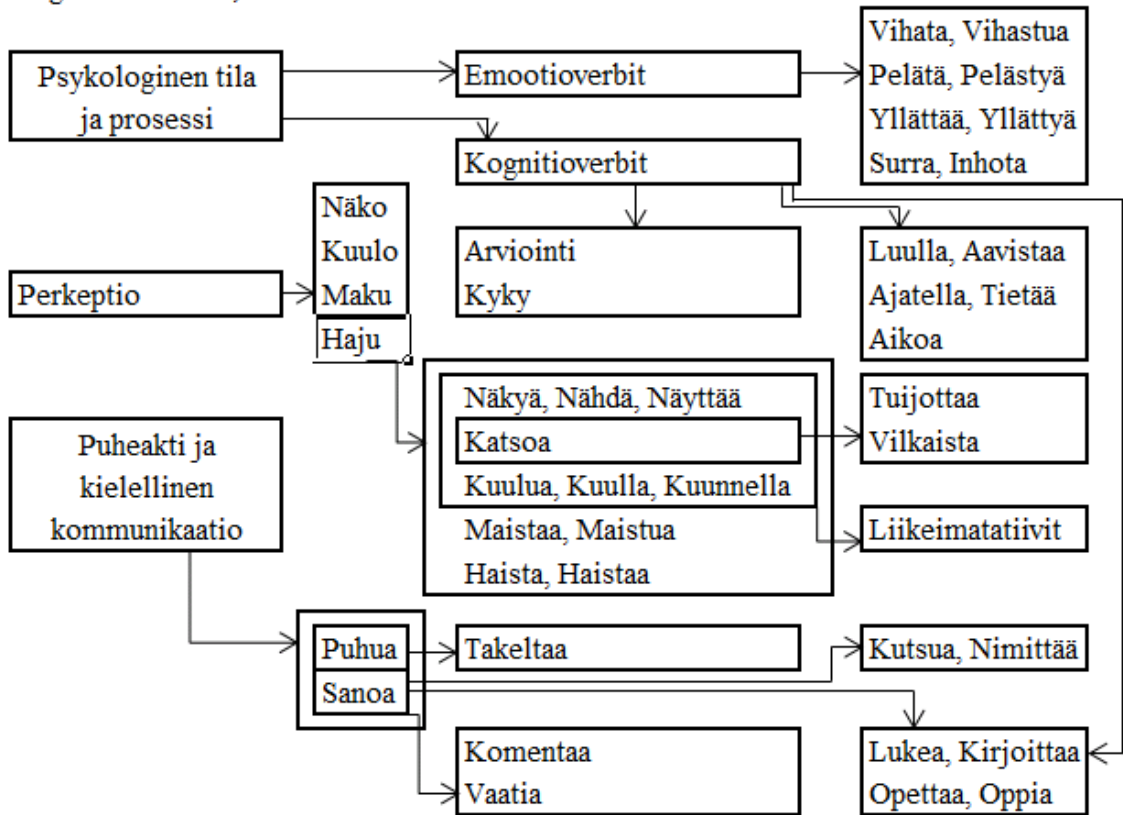 Psykologinen tila
ja prosessi
Emootioverbit
Vihata, Vihastua
Pelätä, Pelästyä
Yllättää, Yllättyä
Surra, Inhota
Kognitioverbit
Näko
Kuulo
Maku
Haju
Perkeptio
Arviointi
Kyky
Luulla, Aavistaa
Ajatella, Tietää
Aikoa
Näkyä, Nähdä, Näyttää
Katsoa
Kuulua, Kuulla, Kuunnella
Maistaa, Maistua
Haista, Haistaa
Tuijottaa
Vilkaista
Liikeimatatiivit
Puheakti ja
kielellinen
kommunikaatio
Puhua
Sanoa
Takeltaa
Kutsua, Nimittää
Komentaa
Vaatia
Lukea, Kirjoittaa
Opettaa, Oppia